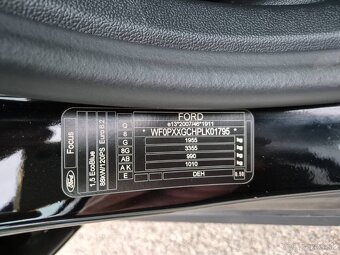 FORD
e13*2007/46*1911
* WF0PXXGCHPLK01795 *
1955
3355
990
1010
DEH
Focus
1.5 EcoBlue
88kW/120PS Euro 6.2
Ford